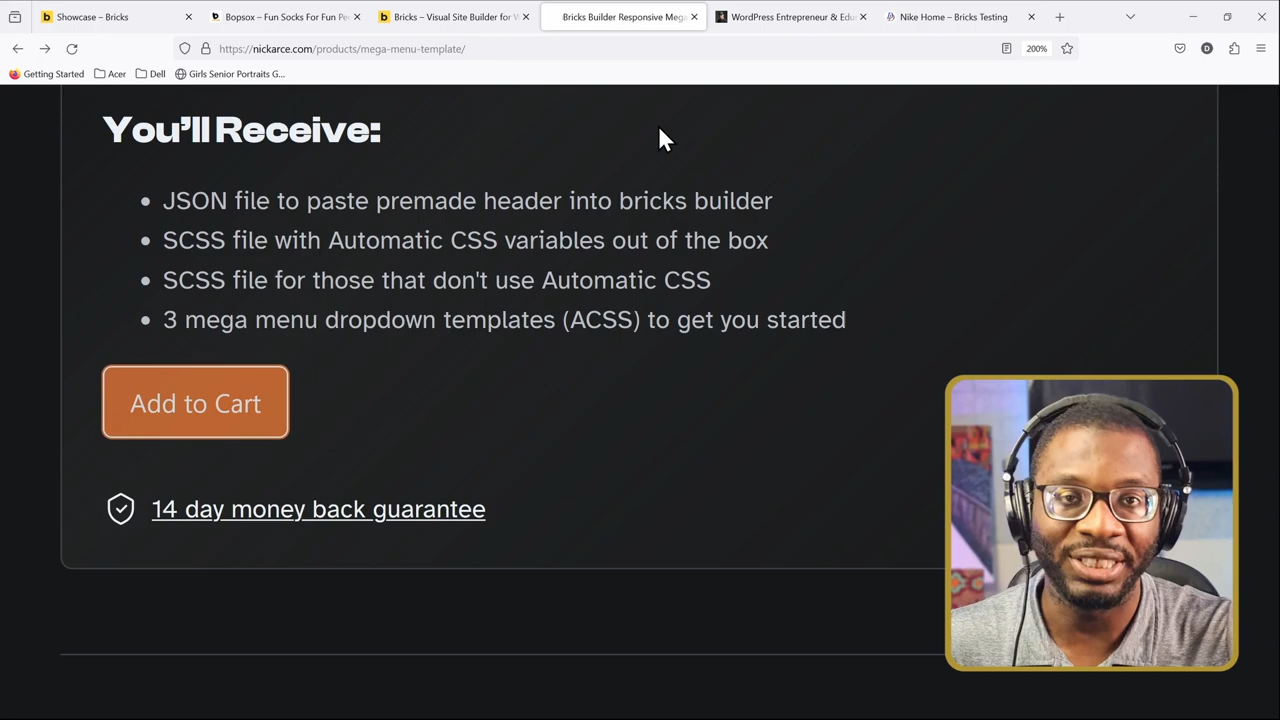 Showcase – Bricks
Bopsox – Fun Socks For Fun Pe
Bricks – Visual Site Builder for W
Bricks Builder Responsive Mega
WordPress Entrepreneur & Edu
Nike Home – Bricks Testing
https://nickarce.com/products/mega-menu-template/
200%
D
Getting Started
Acer
Dell
Girls Senior Portraits G...
You’ll Receive:
• JSON file to paste premade header into bricks builder
• SCSS file with Automatic CSS variables out of the box
• SCSS file for those that don't use Automatic CSS
• 3 mega menu dropdown templates (ACSS) to get you started
Add to Cart
14 day money back guarantee